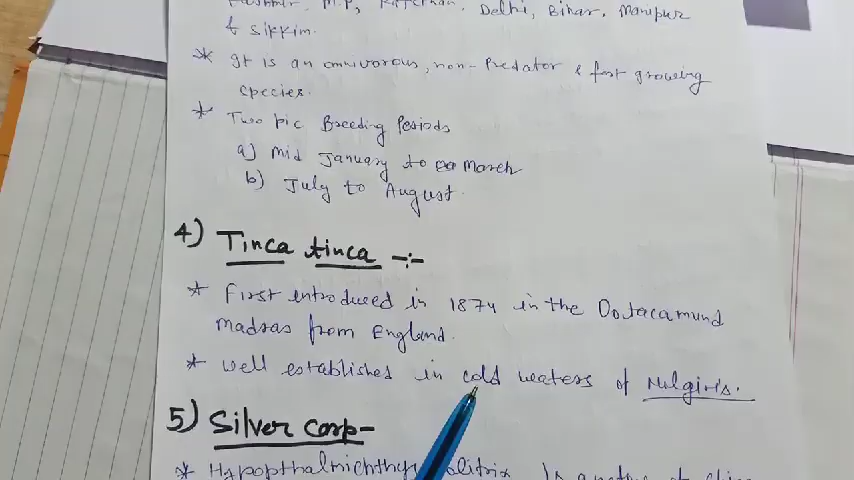 M.P, Delhi, Bihar, Manipur
& Sikkim.
* It is an omnivorous, non-Predator & fast growing
species.
* Two pic Breeding Periods
a) mid January to March
b) July to August.
4) Tinca tinca :-
* First introduced in 1874 in the Ootacamund
Madras from England.
* Well established in cold waters of Nilgiris.
5) Silver carp-
* is